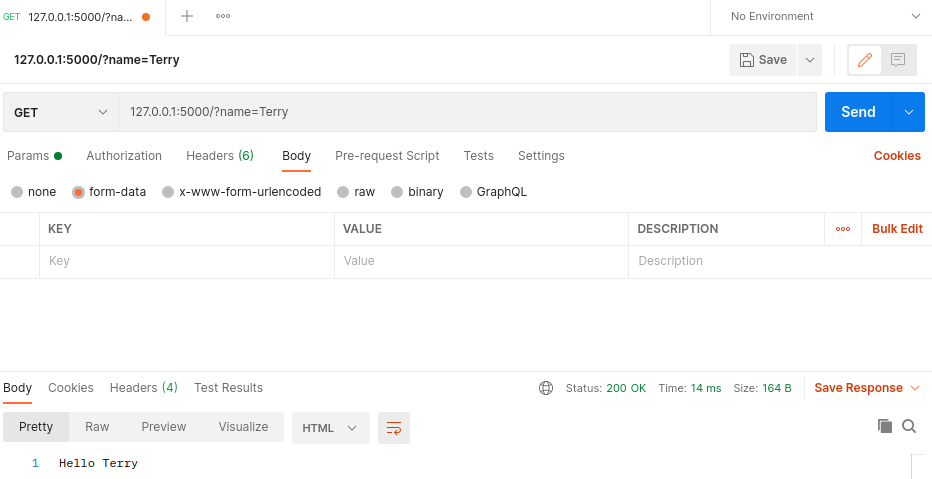 GET 127.0.0.1:5000/?na... No Environment
127.0.0.1:5000/?name=Terry Save
GET 127.0.0.1:5000/?name=Terry Send
Params Authorization Headers (6) Body Pre-request Script Tests Settings Cookies
none form-data x-www-form-urlencoded raw binary GraphQL
KEY VALUE DESCRIPTION Bulk Edit
Key Value Description
Body Cookies Headers (4) Test Results Status: 200 OK Time: 14 ms Size: 164 B Save Response
Pretty Raw Preview Visualize HTML
1 Hello Terry